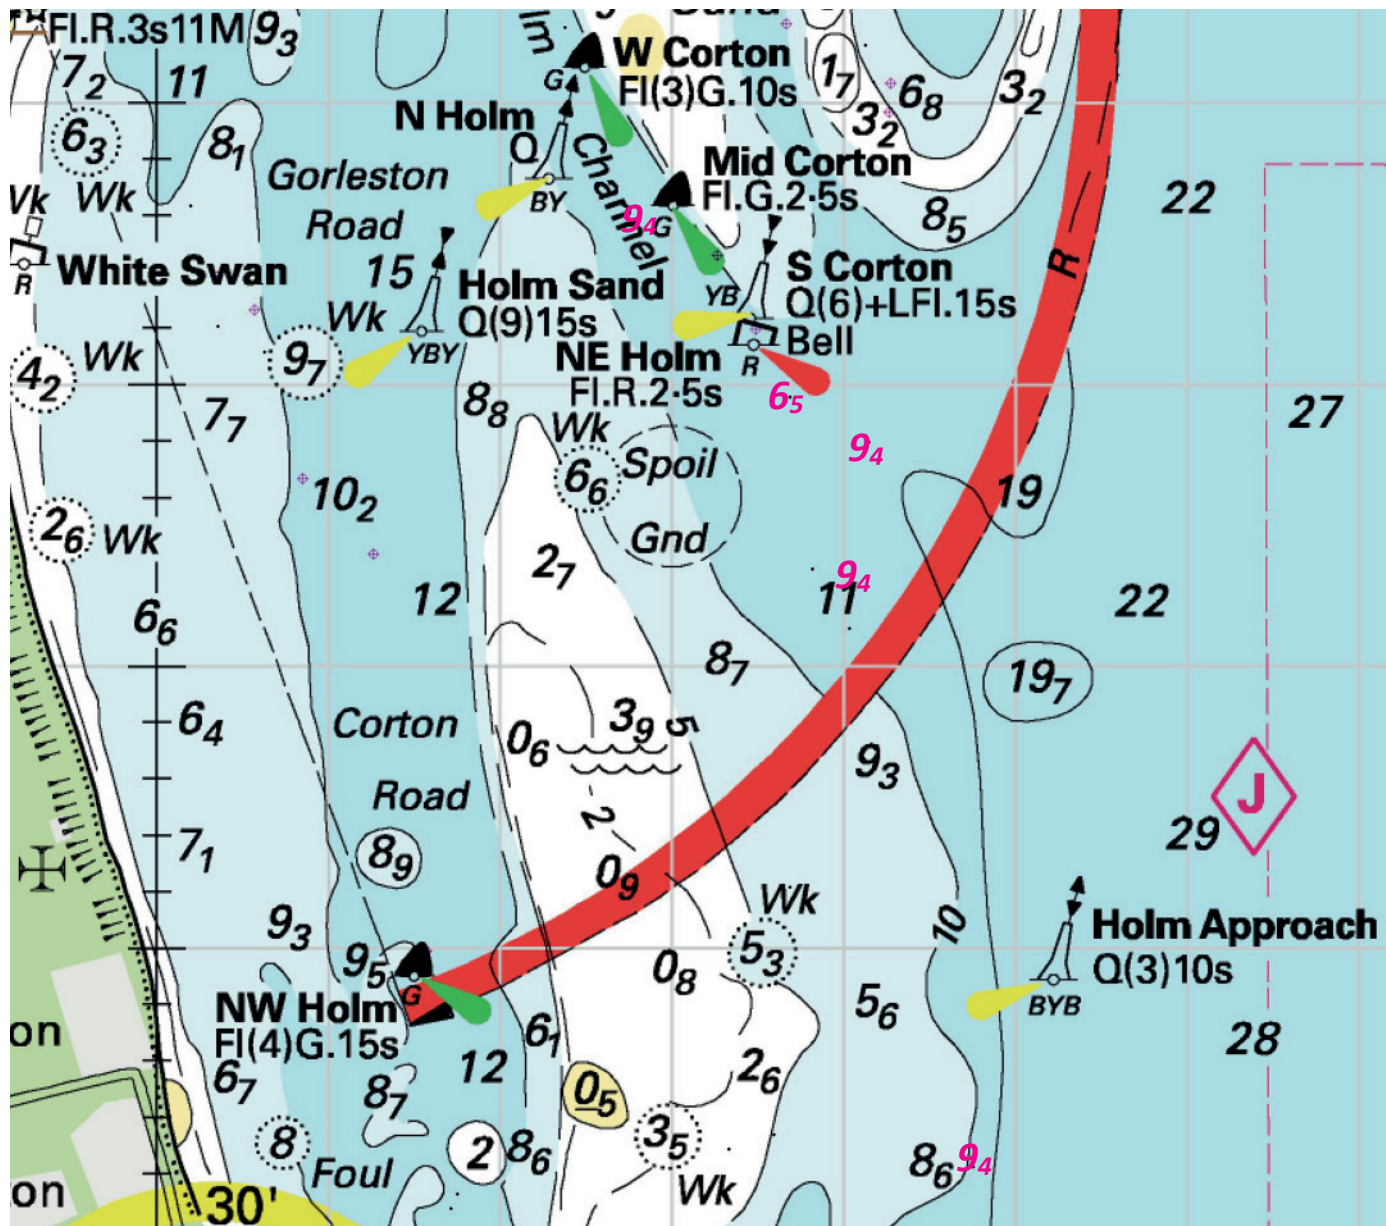 Fl.R.3s11M
9₃
lm
W Corton
Fl(3)G.10s
G
7₂
11
1₇
6₈
3₂
3₂
N Holm
Q
BY
Channel
6₃
Wk
8₁
Gorleston
Road
Mid Corton
Fl.G.2·5s
G
9₄
8₅
22
R
Wk
R
White Swan
15
Holm Sand
Q(9)15s
YBY
S Corton
Q(6)+LFl.15s
Bell
YB
Wk
9₇
NE Holm
Fl.R.2·5s
R
6₅
4₂
Wk
7₇
8₈
27
Wk
6₆
Spoil
Gnd
9₄
10₂
19
2₆
Wk
2₇
9₄
11
12
22
6₆
8₇
19₇
6₄
Corton
Road
0₆
3₉
5
9₃
2
J
29
7₁
8₉
0₉
Wk
5₃
9₃
10
Holm Approach
Q(3)10s
BYB
9₅
G
NW Holm
Fl(4)G.15s
0₈
5₆
on
6₁
28
6₇
12
8₇
0₅
2₆
8
Foul
2
8₆
3₅
Wk
8₆
9₄
on
30'